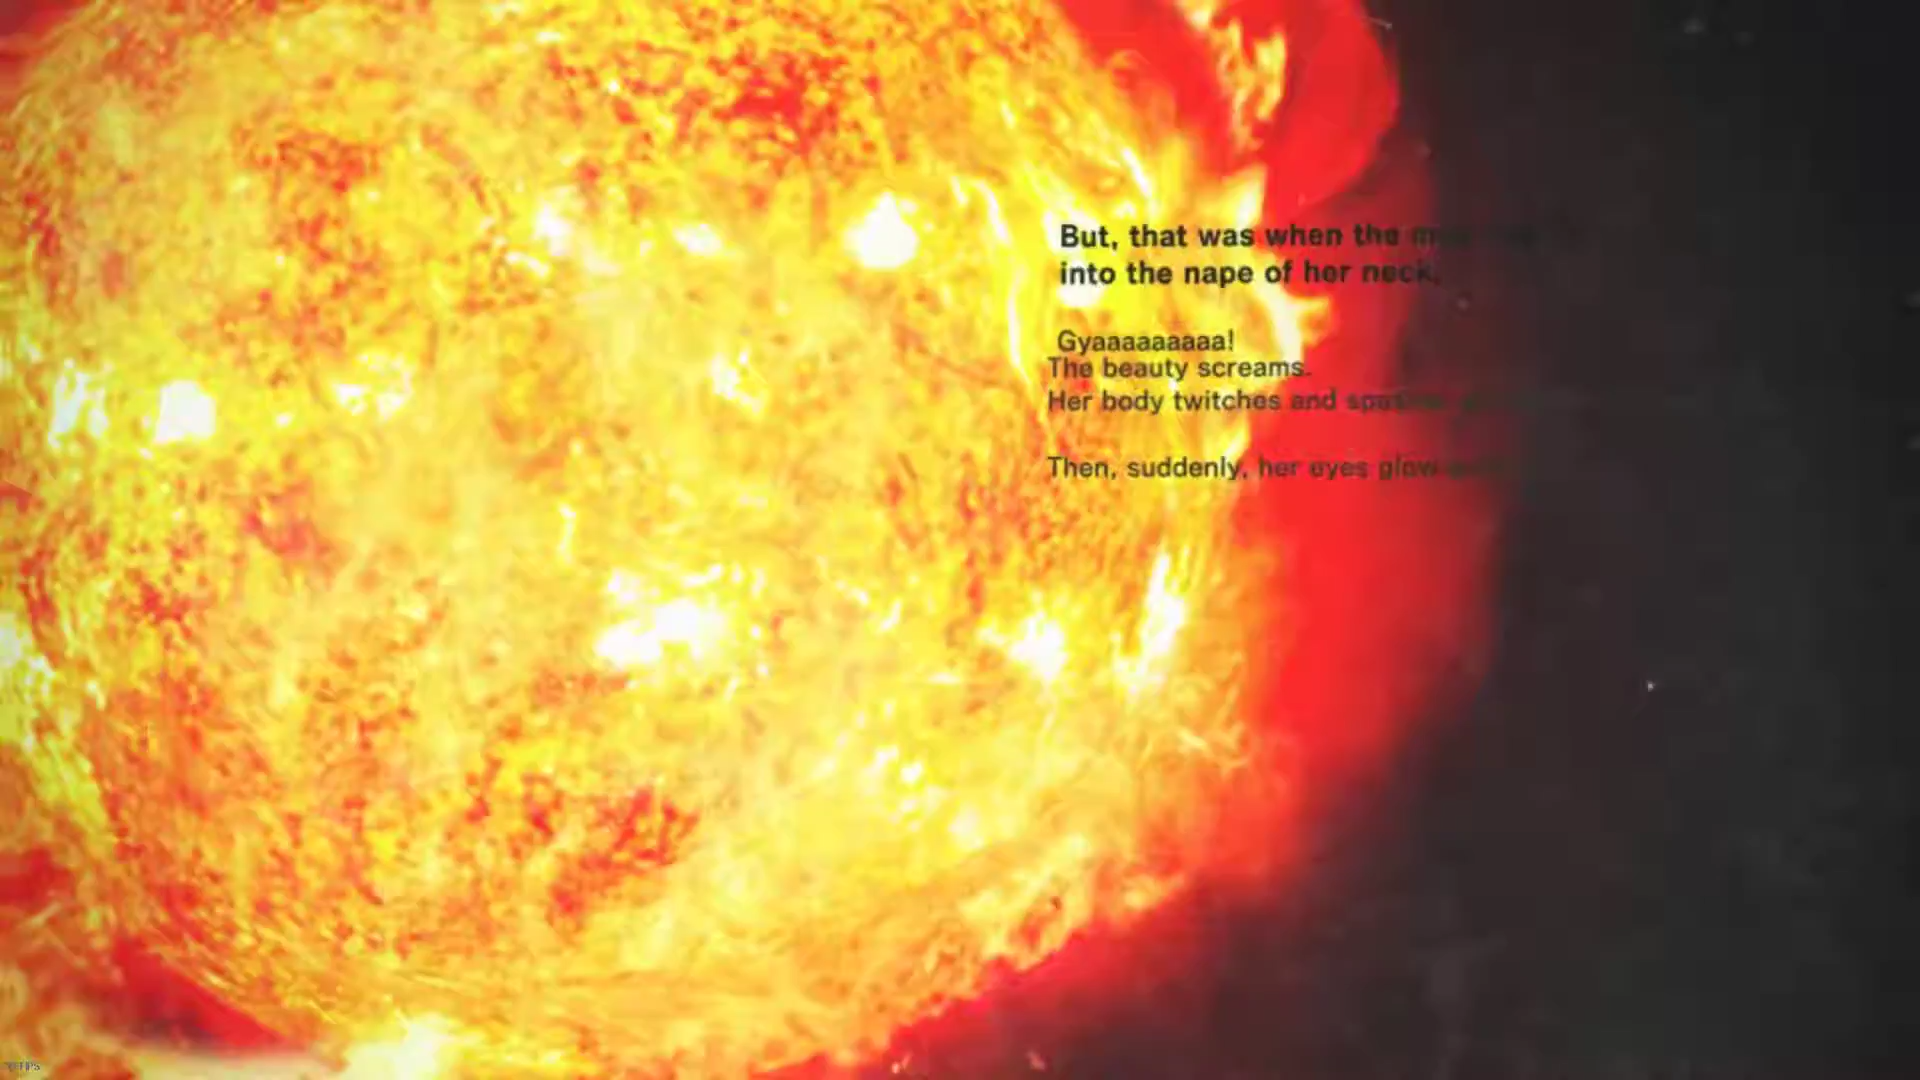 But, that was when the
into the nape of her neck,
Gyaaaaaaaaa!
The beauty screams.
Her body twitches and
Then, suddenly, her eyes glow